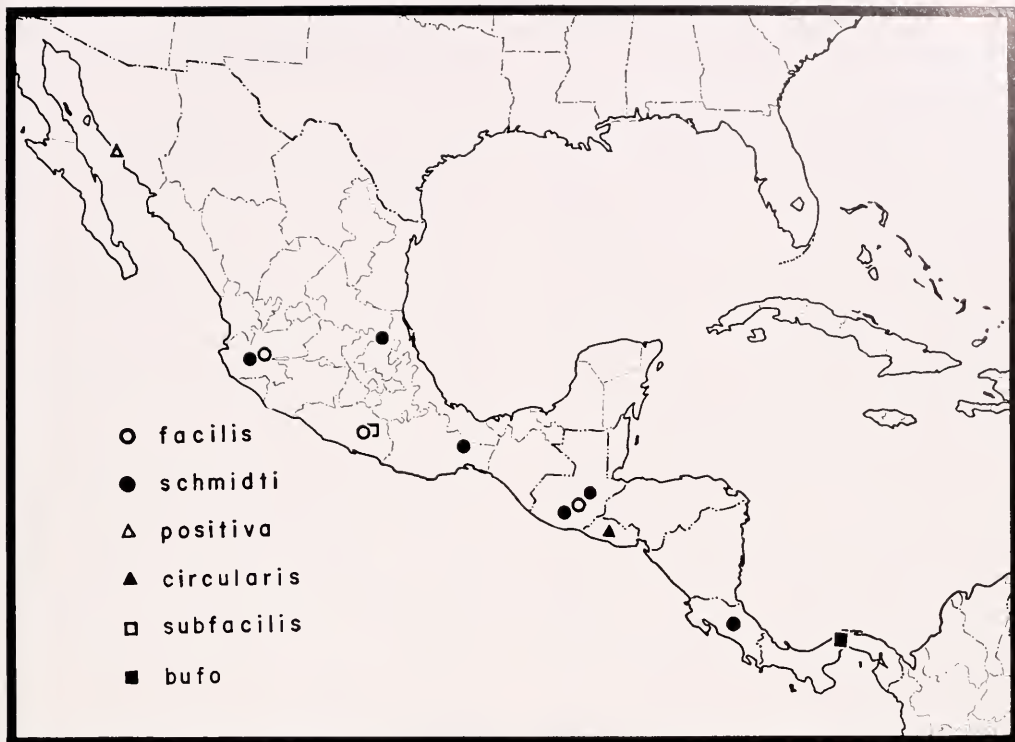 facilis
schmidti
positiva
circularis
subfacilis
bufo